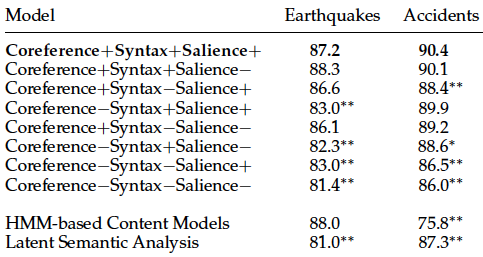 Model Earthquakes Accidents
Coreference+Syntax+Salience+ 87.2 90.4
Coreference+Syntax+Salience− 88.3 90.1
Coreference+Syntax−Salience+ 86.6 88.4**
Coreference−Syntax+Salience+ 83.0** 89.9
Coreference+Syntax−Salience− 86.1 89.2
Coreference−Syntax+Salience− 82.3** 88.6*
Coreference−Syntax−Salience+ 83.0** 86.5**
Coreference−Syntax−Salience− 81.4** 86.0**
HMM-based Content Models 88.0 75.8**
Latent Semantic Analysis 81.0** 87.3**